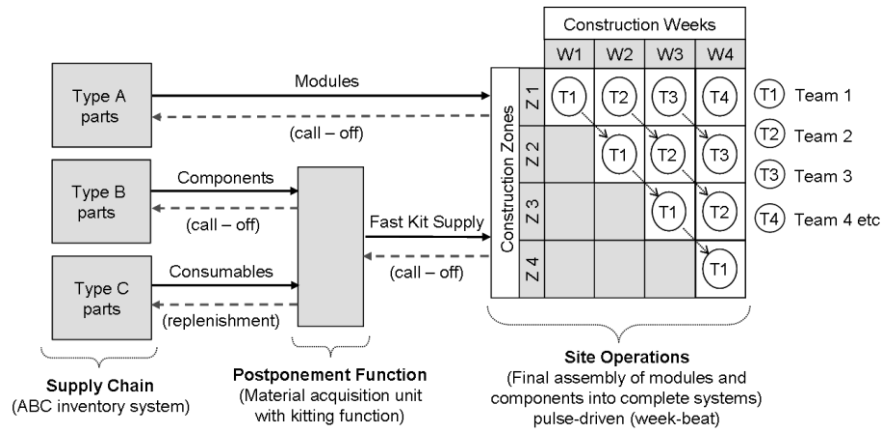 Construction Weeks
W1 W2 W3 W4
Type A
parts
Modules
(call – off)
Type B
parts
Components
(call – off)
Type C
parts
Consumables
(replenishment)
Fast Kit Supply
(call – off)
Construction Zones
Z 1
T1 T2 T3 T4
Z 2
T1 T2 T3
Z 3
T1 T2
Z 4
T1
T1 Team 1
T2 Team 2
T3 Team 3
T4 Team 4 etc
Supply Chain
(ABC inventory system)
Postponement Function
(Material acquisition unit
with kitting function)
Site Operations
(Final assembly of modules and
components into complete systems)
pulse-driven (week-beat)